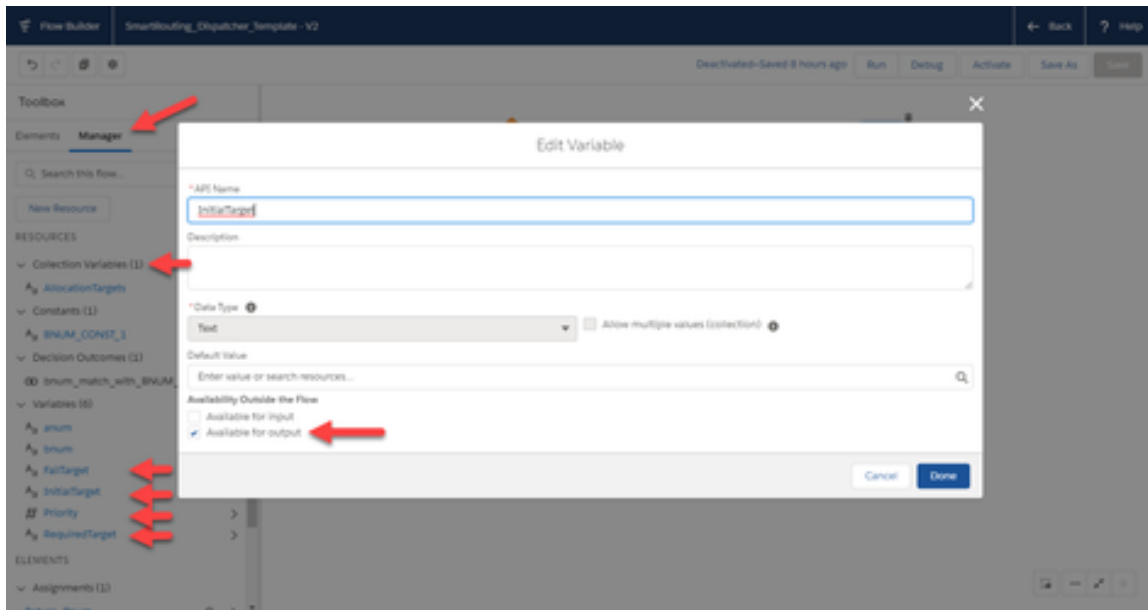 Flow Builder
SmartRouting_Dispatcher_Template - V2
Back
? Help
Deactivated–Saved 8 hours ago
Run
Debug
Activate
Save As
Save
Toolbox
Elements
Manager
Search this flow...
New Resource
RESOURCES
Collection Variables (1)
AllocationTargets
Constants (1)
BNUM_CONST_1
Decision Outcomes (1)
bnum_match_with_BNUM_
Variables (6)
anum
bnum
FailTarget
InitialTarget
Priority
RequiredTarget
ELEMENTS
Assignments (1)
Edit Variable
*API Name
InitialTarget
Description
*Data Type
Text
Allow multiple values (collection)
Default Value
Enter value or search resources...
Availability Outside the Flow
Available for input
Available for output
Cancel
Done